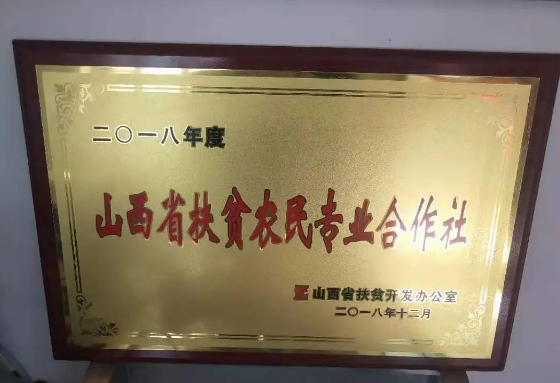 二〇一八年度
山西省扶贫农民专业合作社
山西省扶贫开发办公室
二〇一八年十二月